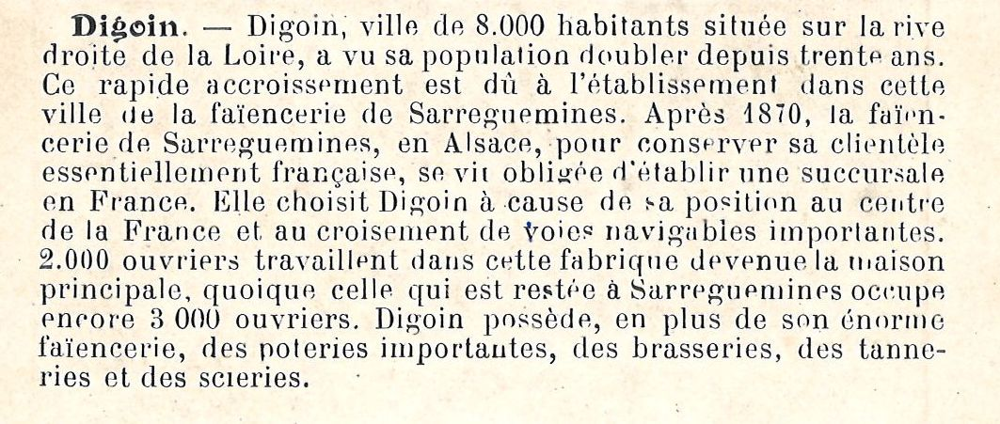 Digoin. — Digoin, ville de 8.000 habitants située sur la rive
droite de la Loire, a vu sa population doubler depuis trente ans.
Ce rapide accroissement est dû à l'établissement dans cette
ville de la faïencerie de Sarreguemines. Après 1870, la faïen-
cerie de Sarreguemines, en Alsace, pour conserver sa clientèle
essentiellement française, se vit obligée d'établir une succursale
en France. Elle choisit Digoin à cause de sa position au centre
de la France et au croisement de voies navigables importantes.
2.000 ouvriers travaillent dans cette fabrique devenue la maison
principale, quoique celle qui est restée à Sarreguemines occupe
encore 3 000 ouvriers. Digoin possède, en plus de son énorme
faïencerie, des poteries importantes, des brasseries, des tanne-
ries et des scieries.